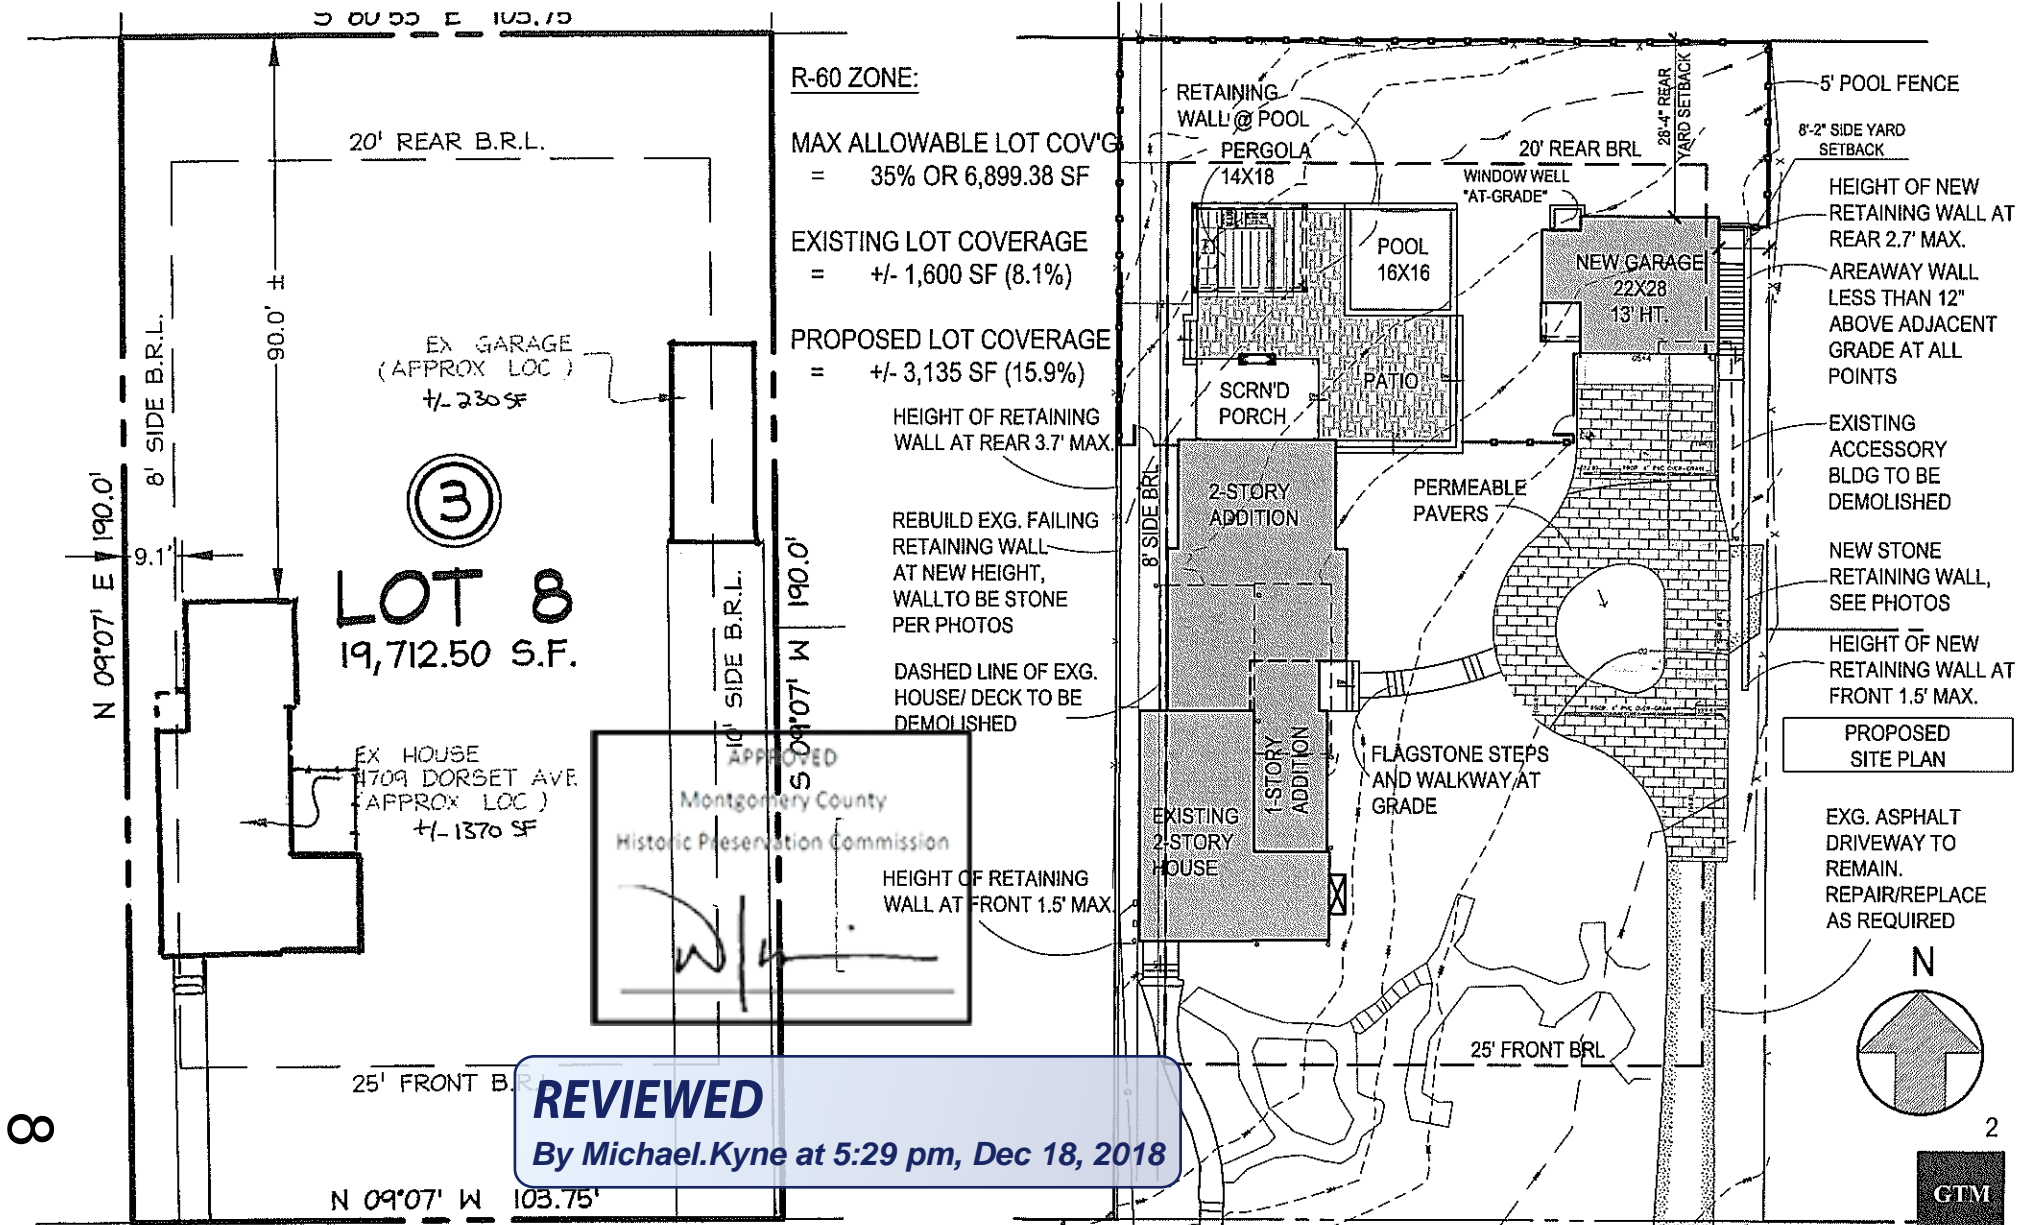 S 80°53' E 103.75'
20' REAR B.R.L.
90.0' ±
8' SIDE B.R.L.
EX GARAGE
(APPROX LOC)
+/- 230 SF
3
LOT 8
19,712.50 S.F.
N 09°07' E 190.0'
9.1'
10' SIDE B.R.L.
S 09°07' W 190.0'
EX HOUSE
4709 DORSET AVE.
(APPROX LOC)
+/- 1370 SF
25' FRONT B.R.L.
N 09°07' W 103.75'
8
R-60 ZONE:
MAX ALLOWABLE LOT COV'G
= 35% OR 6,899.38 SF
EXISTING LOT COVERAGE
= +/- 1,600 SF (8.1%)
PROPOSED LOT COVERAGE
= +/- 3,135 SF (15.9%)
HEIGHT OF RETAINING
WALL AT REAR 3.7' MAX.
REBUILD EXG. FAILING
RETAINING WALL
AT NEW HEIGHT,
WALL TO BE STONE
PER PHOTOS
DASHED LINE OF EXG.
HOUSE/ DECK TO BE
DEMOLISHED
APPROVED
Montgomery County
Historic Preservation Commission
HEIGHT OF RETAINING
WALL AT FRONT 1.5' MAX.
REVIEWED
By Michael.Kyne at 5:29 pm, Dec 18, 2018
RETAINING
WALL @ POOL
PERGOLA
14X18
20' REAR BRL
28'-4" REAR
YARD SETBACK
WINDOW WELL
"AT-GRADE"
POOL
16X16
NEW GARAGE
22X28
13' HT.
PATIO
SCRN'D
PORCH
8' SIDE BRL
2-STORY
ADDITION
PERMEABLE
PAVERS
1-STORY
ADDITION
EXISTING
2-STORY
HOUSE
FLAGSTONE STEPS
AND WALKWAY AT
GRADE
25' FRONT BRL
5' POOL FENCE
8'-2" SIDE YARD
SETBACK
HEIGHT OF NEW
RETAINING WALL AT
REAR 2.7' MAX.
AREAWAY WALL
LESS THAN 12"
ABOVE ADJACENT
GRADE AT ALL
POINTS
EXISTING
ACCESSORY
BLDG TO BE
DEMOLISHED
NEW STONE
RETAINING WALL,
SEE PHOTOS
HEIGHT OF NEW
RETAINING WALL AT
FRONT 1.5' MAX.
PROPOSED
SITE PLAN
EXG. ASPHALT
DRIVEWAY TO
REMAIN.
REPAIR/REPLACE
AS REQUIRED
N
2
GTM